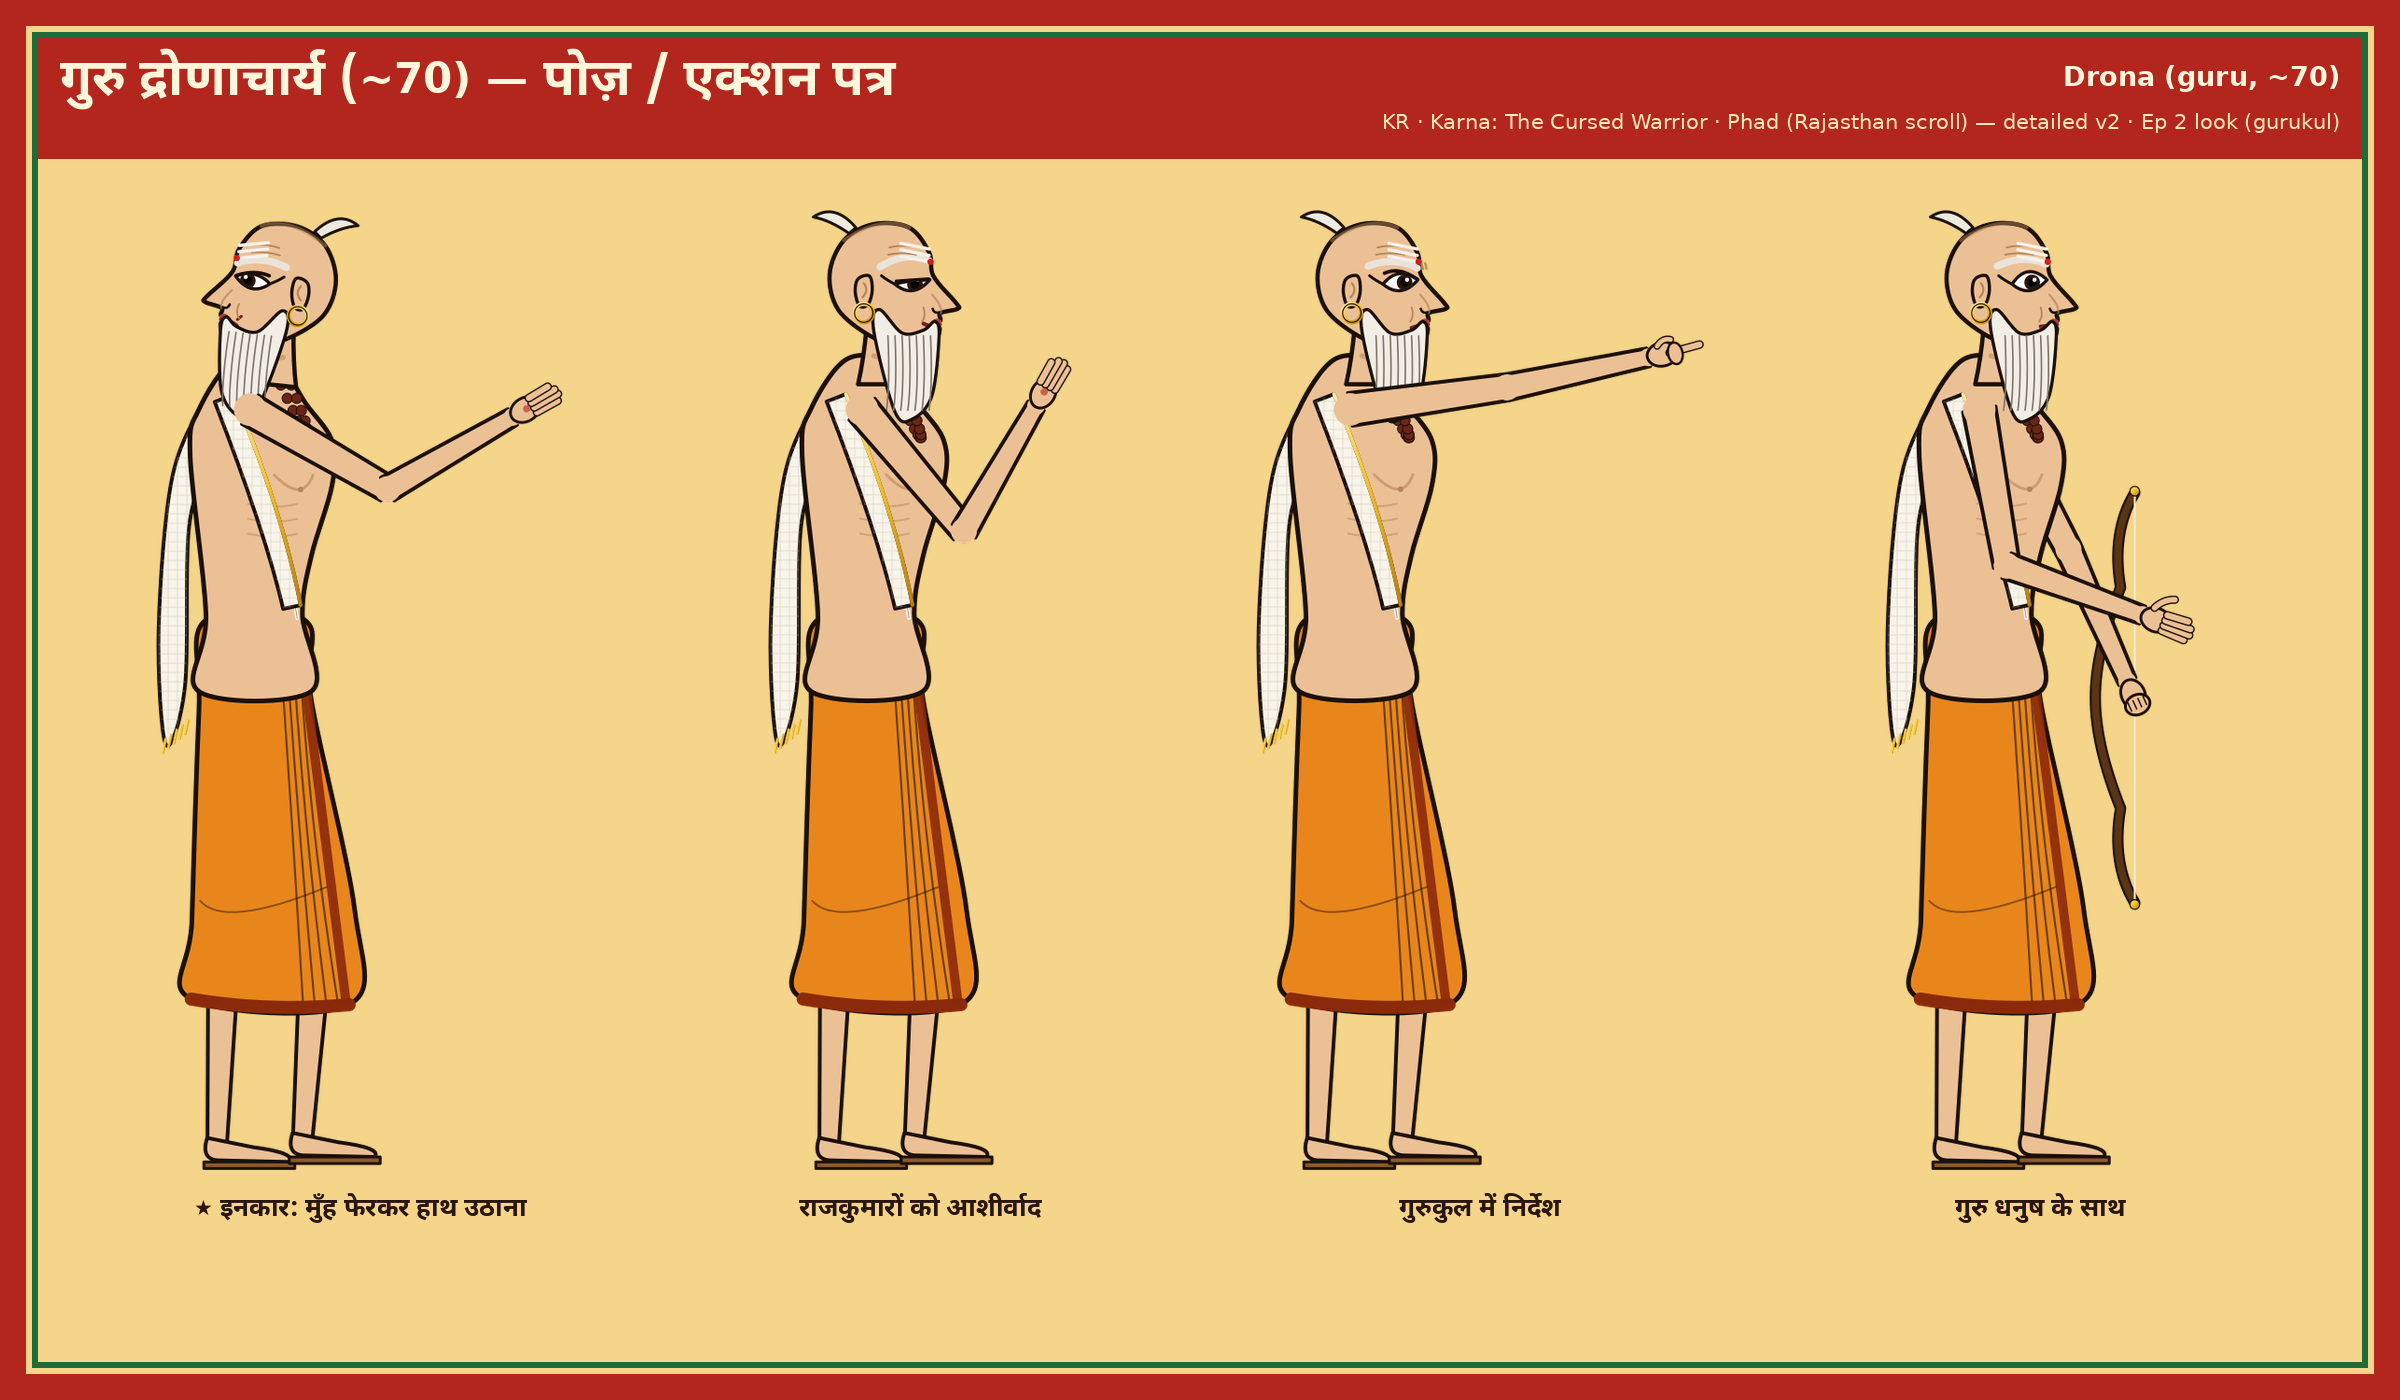 गुरु द्रोणाचार्य (~70) — पोज़ / एक्शन पत्र
Drona (guru, ~70)
KR · Karna: The Cursed Warrior · Phad (Rajasthan scroll) — detailed v2 · Ep 2 look (gurukul)
★ इनकार: मुँह फेरकर हाथ उठाना
राजकुमारों को आशीर्वाद
गुरुकुल में निर्देश
गुरु धनुष के साथ